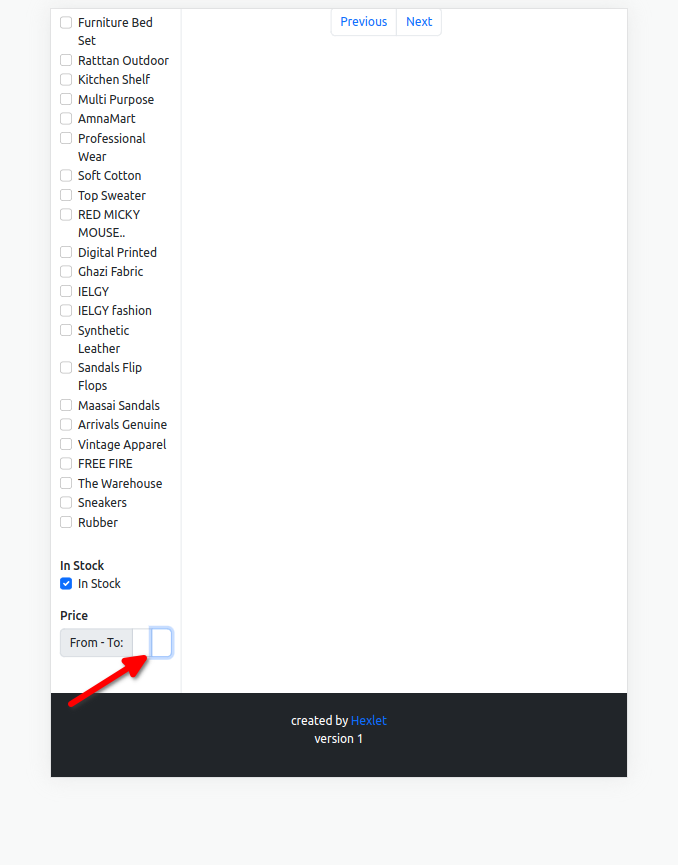 Furniture Bed
Set
Ratttan Outdoor
Kitchen Shelf
Multi Purpose
AmnaMart
Professional
Wear
Soft Cotton
Top Sweater
RED MICKY
MOUSE..
Digital Printed
Ghazi Fabric
IELGY
IELGY fashion
Synthetic
Leather
Sandals Flip
Flops
Maasai Sandals
Arrivals Genuine
Vintage Apparel
FREE FIRE
The Warehouse
Sneakers
Rubber
In Stock
In Stock
Price
From - To:
Previous Next
created by Hexlet
version 1